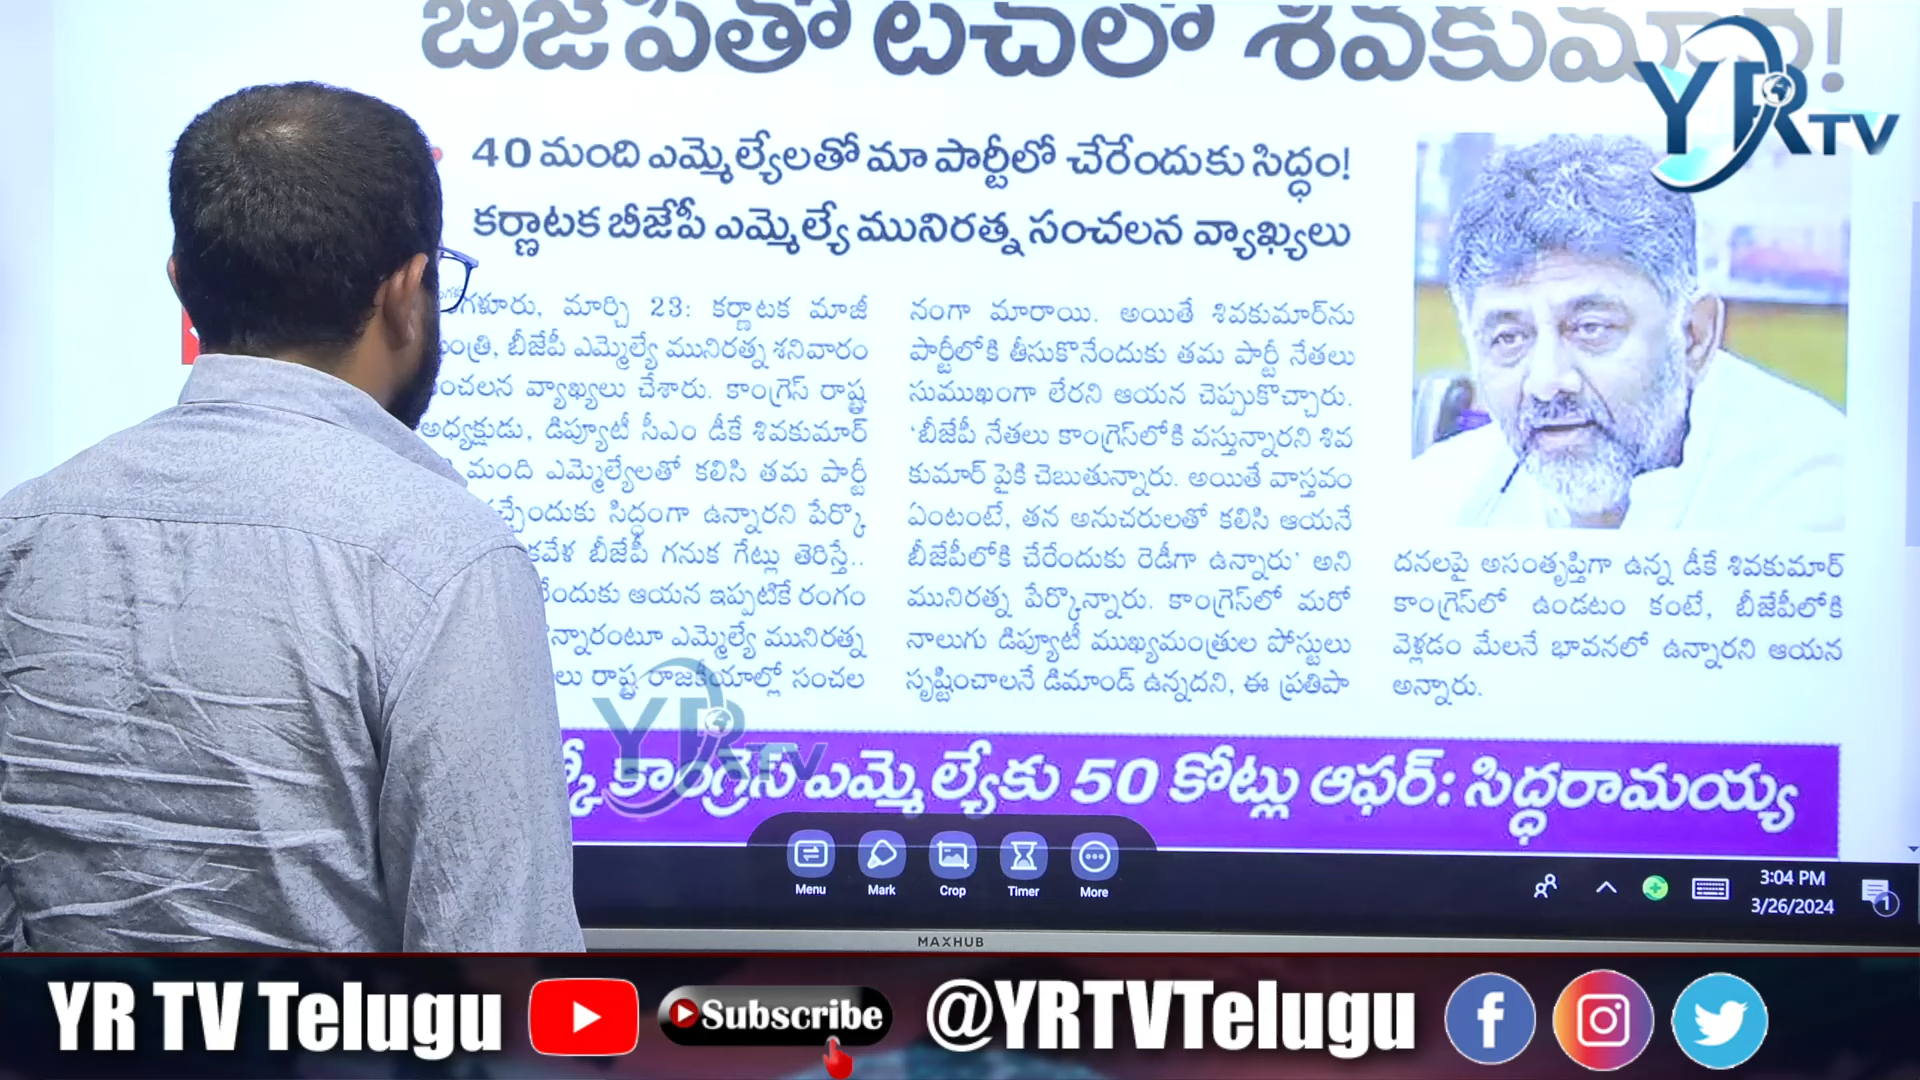 బీజేపీతో టచ్‌లో శివకుమార్!
YR TV
40 మంది ఎమ్మెల్యేలతో మా పార్టీలో చేరేందుకు సిద్ధం!
కర్ణాటక బీజేపీ ఎమ్మెల్యే మునిరత్న సంచలన వ్యాఖ్యలు
మార్చి 23: కర్ణాటక మాజీ
బీజేపీ ఎమ్మెల్యే మునిరత్న శనివారం
వ్యాఖ్యలు చేశారు. కాంగ్రెస్ రాష్ట్ర
అధ్యక్షుడు, డిప్యూటీ సీఎం డీకే శివకుమార్
మంది ఎమ్మెల్యేలతో కలిసి తమ పార్టీ
సిద్ధంగా ఉన్నారని పేర్కొ
బీజేపీ గనుక గేట్లు తెరిస్తే..
ఆయన ఇప్పటికే రంగం
ఎమ్మెల్యే మునిరత్న
రాష్ట్ర రాజకీయాల్లో సంచల
నంగా మారాయి. అయితే శివకుమార్‌ను
పార్టీలోకి తీసుకొనేందుకు తమ పార్టీ నేతలు
సుముఖంగా లేరని ఆయన చెప్పుకొచ్చారు.
‘బీజేపీ నేతలు కాంగ్రెస్‌లోకి వస్తున్నారని శివ
కుమార్ పైకి చెబుతున్నారు. అయితే వాస్తవం
ఏంటంటే, తన అనుచరులతో కలిసి ఆయనే
బీజేపీలోకి చేరేందుకు రెడీగా ఉన్నారు’ అని
మునిరత్న పేర్కొన్నారు. కాంగ్రెస్‌లో మరో
నాలుగు డిప్యూటీ ముఖ్యమంత్రుల పోస్టులు
సృష్టించాలనే డిమాండ్ ఉన్నదని, ఈ ప్రతిపా
దనలపై అసంతృప్తిగా ఉన్న డీకే శివకుమార్
కాంగ్రెస్‌లో ఉండటం కంటే, బీజేపీలోకి
వెళ్లడం మేలనే భావనలో ఉన్నారని ఆయన
అన్నారు.
YR TV
కాంగ్రెస్ ఎమ్మెల్యేకు 50 కోట్లు ఆఫర్: సిద్ధరామయ్య
Menu Mark Crop Timer More
3:04 PM
3/26/2024
1
MAXHUB
YR TV Telugu Subscribe @YRTVTelugu